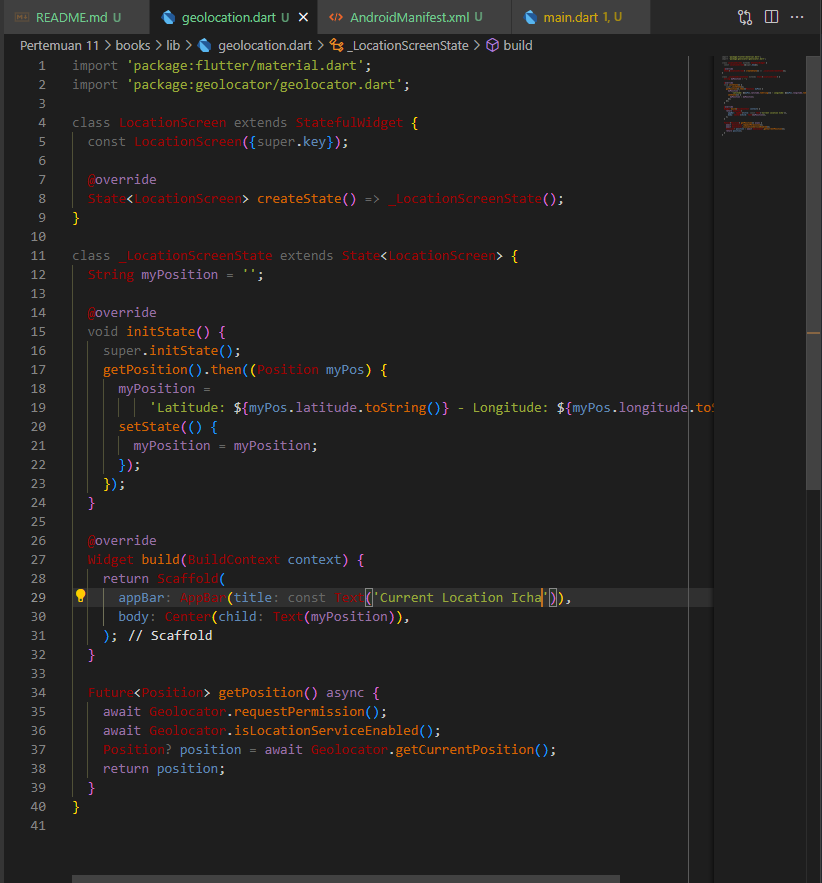 README.md U geolocation.dart U AndroidManifest.xml U main.dart 1, U
Pertemuan 11 > books > lib > geolocation.dart > _LocationScreenState > build
1 import 'package:flutter/material.dart';
2 import 'package:geolocator/geolocator.dart';
3
4 class LocationScreen extends StatefulWidget {
5 const LocationScreen({super.key});
6
7 @override
8 State<LocationScreen> createState() => _LocationScreenState();
9 }
10
11 class _LocationScreenState extends State<LocationScreen> {
12 String myPosition = '';
13
14 @override
15 void initState() {
16 super.initState();
17 getPosition().then((Position myPos) {
18 myPosition =
19 'Latitude: ${myPos.latitude.toString()} - Longitude: ${myPos.longitude.to
20 setState(() {
21 myPosition = myPosition;
22 });
23 });
24 }
25
26 @override
27 Widget build(BuildContext context) {
28 return Scaffold(
29 appBar: AppBar(title: const Text('Current Location Icha')),
30 body: Center(child: Text(myPosition)),
31 ); // Scaffold
32 }
33
34 Future<Position> getPosition() async {
35 await Geolocator.requestPermission();
36 await Geolocator.isLocationServiceEnabled();
37 Position? position = await Geolocator.getCurrentPosition();
38 return position;
39 }
40 }
41